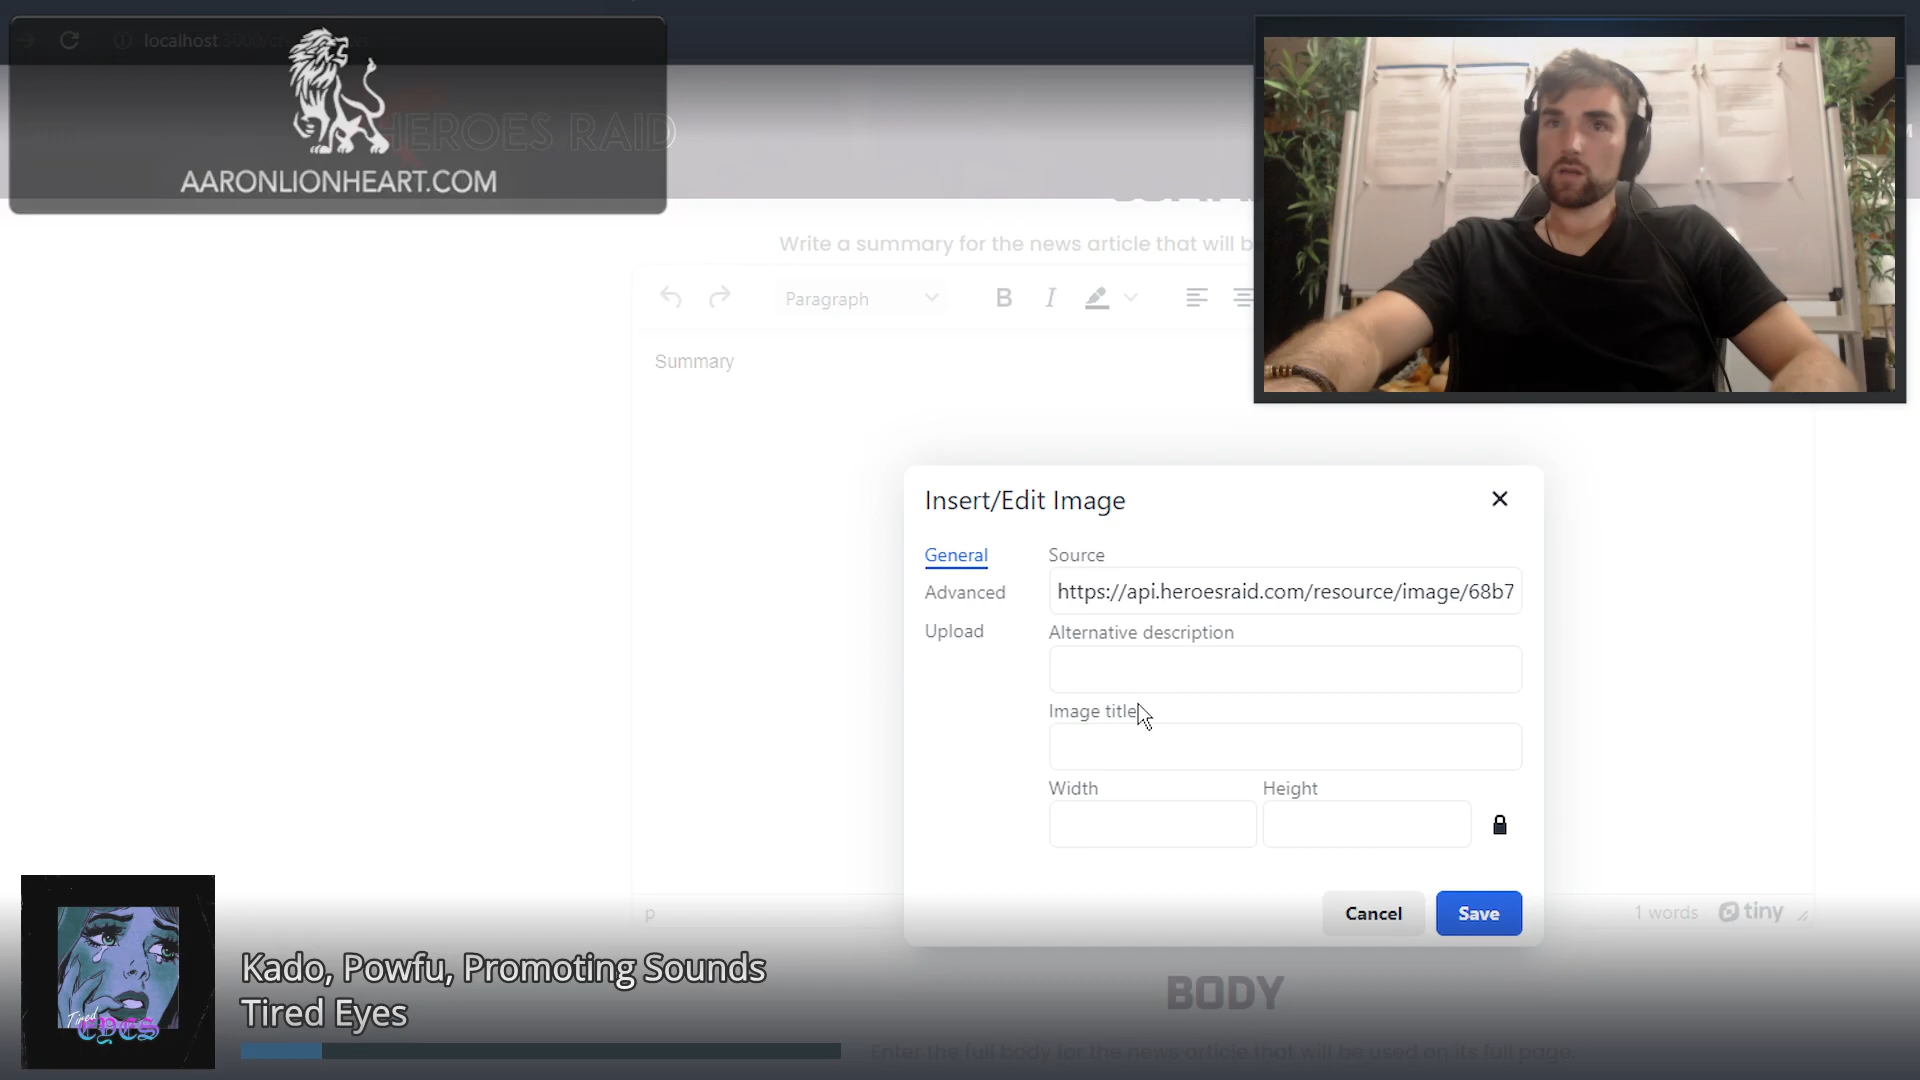 localhost:3000/
HEROES RAID
AARONLIONHEART.COM
Write a summary for the news article that will b
Paragraph
B I
Summary
Insert/Edit Image
General
Advanced
Upload
Source
https://api.heroesraid.com/resource/image/68b7
Alternative description
Image title
Width
Height
Cancel
Save
p
1 words
tiny
BODY
Enter the full body for the news article that will be used on its full page.
Tired
EYES
Kado, Powfu, Promoting Sounds
Tired Eyes